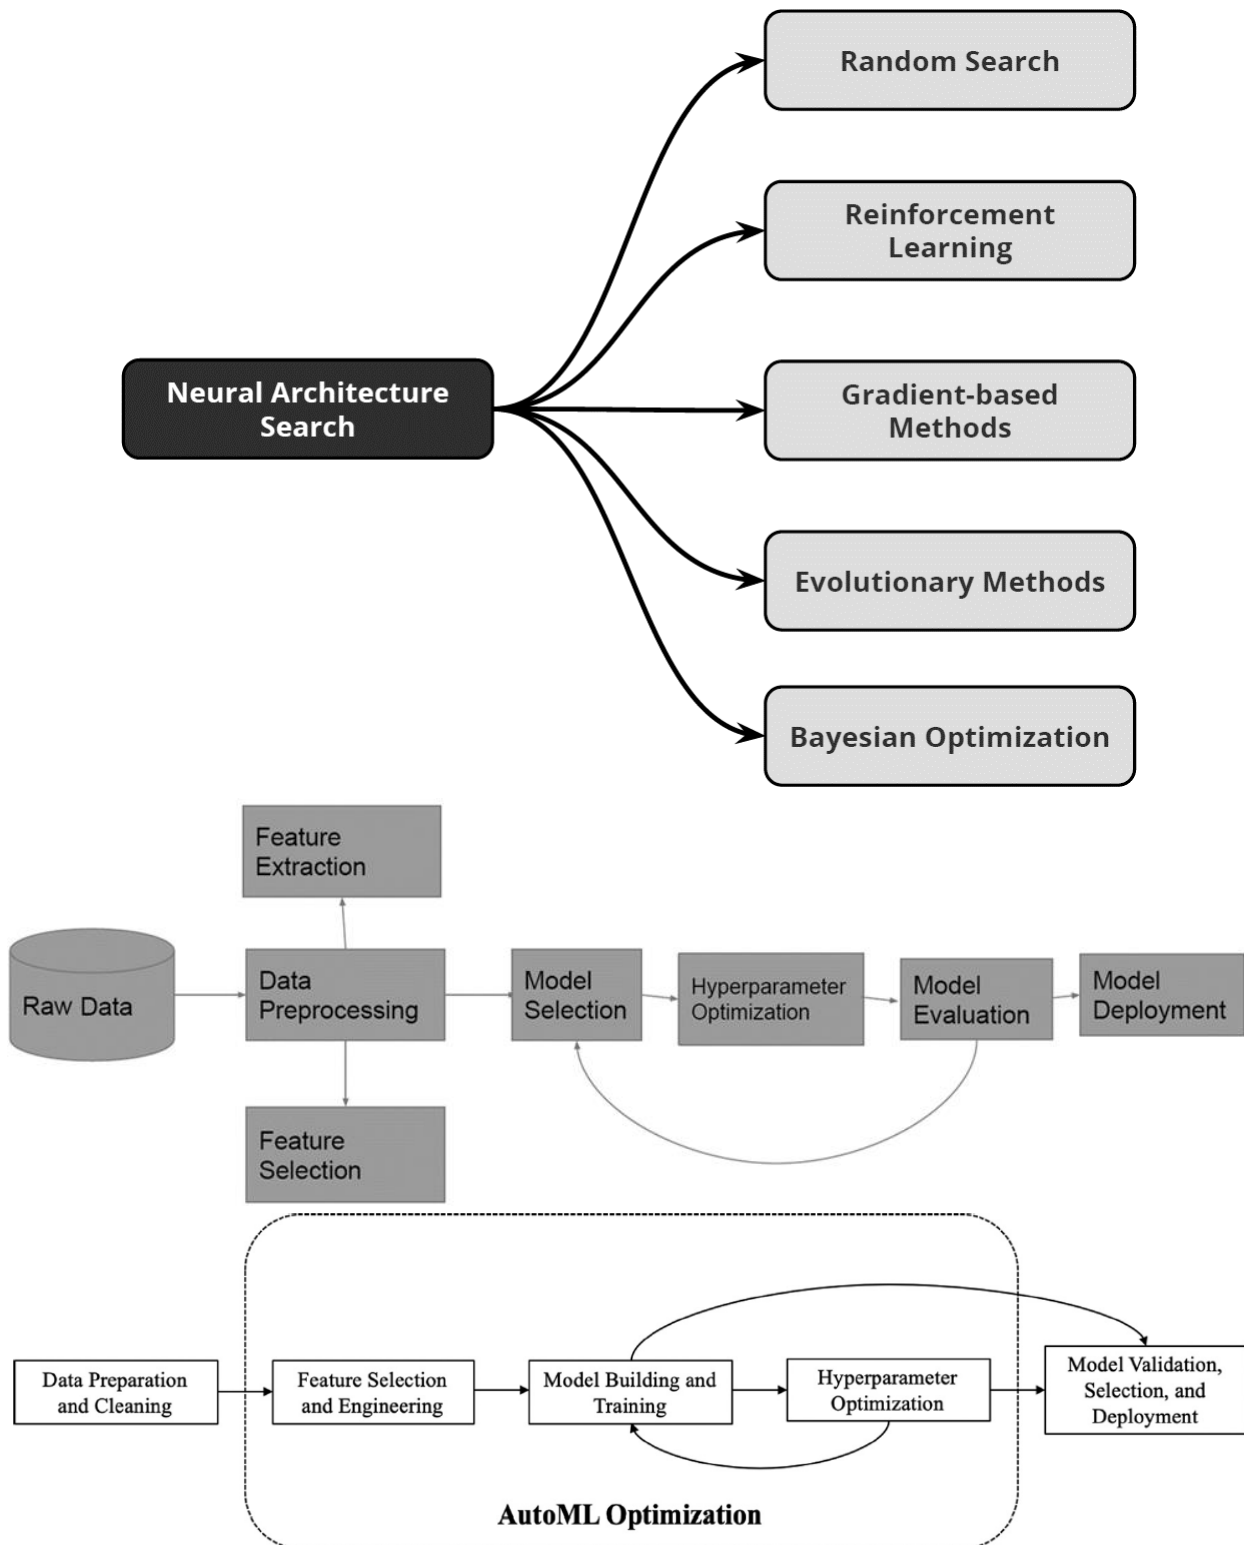 Random Search
Reinforcement
Learning
Neural Architecture
Search
Gradient-based
Methods
Evolutionary Methods
Bayesian Optimization
Feature
Extraction
Raw Data
Data
Preprocessing
Model
Selection
Hyperparameter
Optimization
Model
Evaluation
Model
Deployment
Feature
Selection
Data Preparation
and Cleaning
Feature Selection
and Engineering
Model Building and
Training
Hyperparameter
Optimization
Model Validation,
Selection, and
Deployment
AutoML Optimization